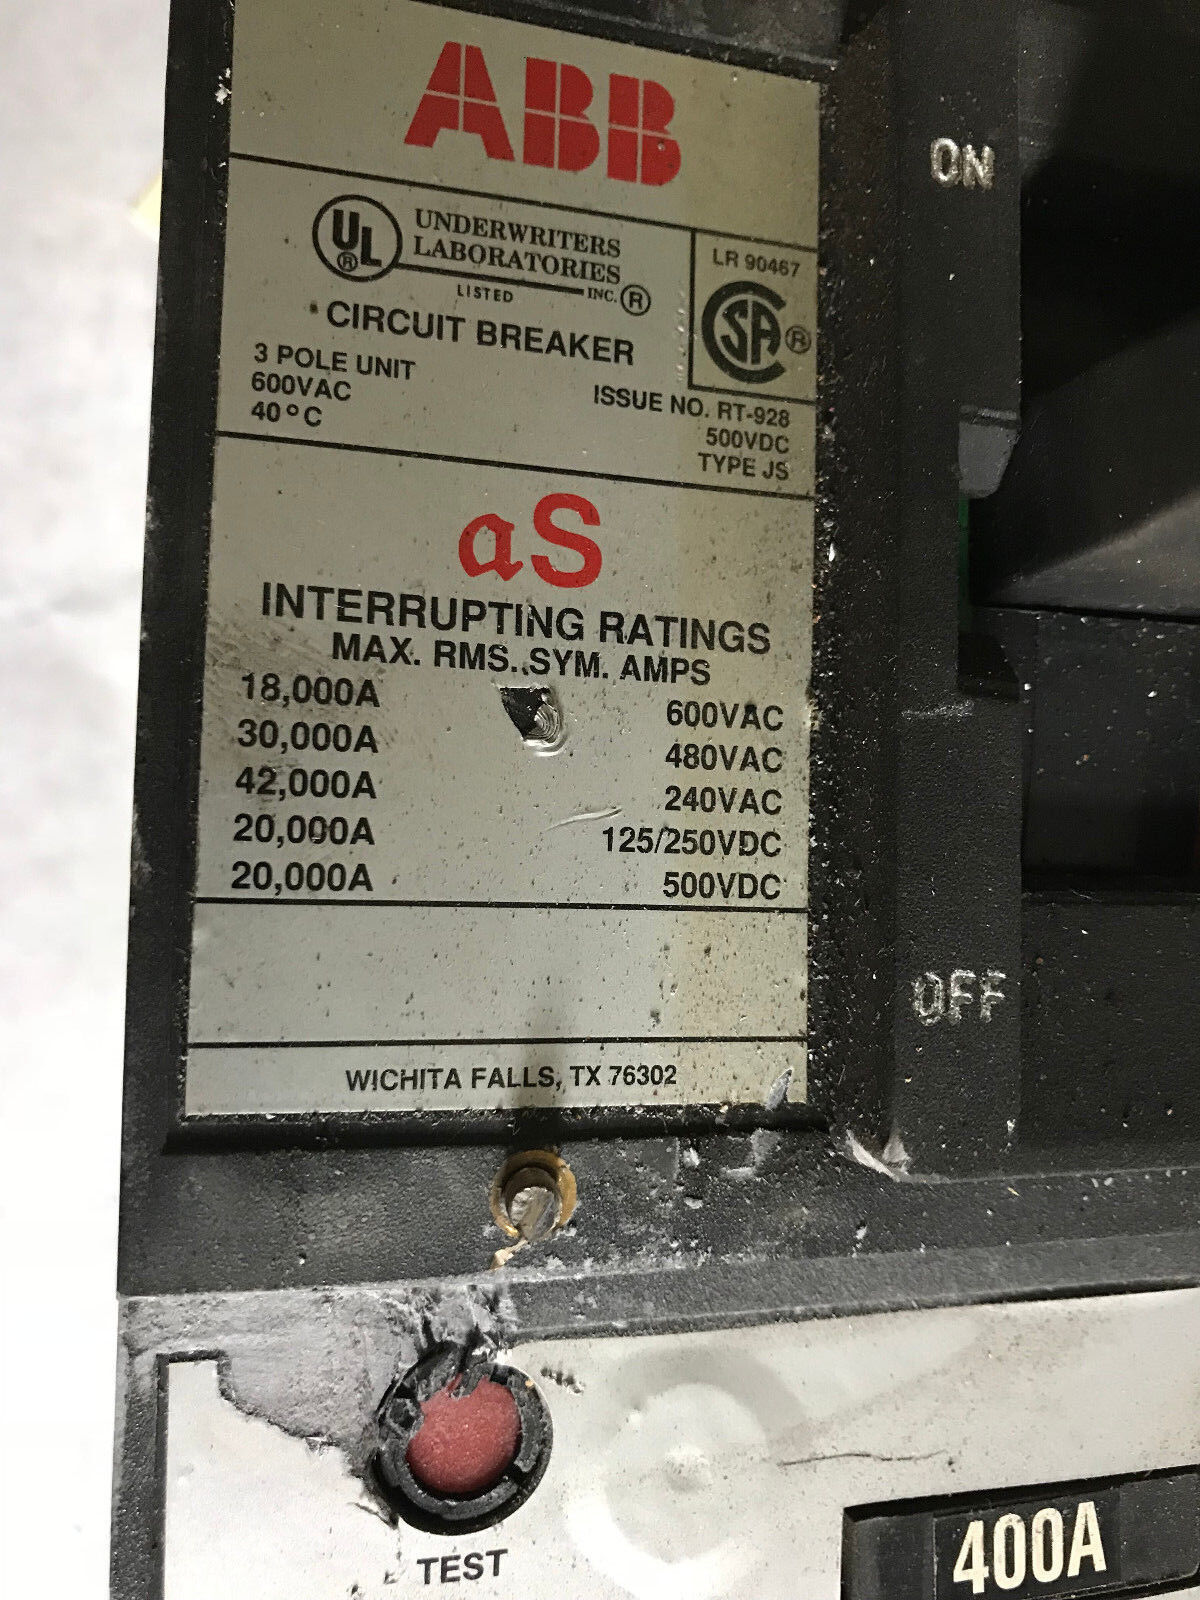 ABB
UL®
UNDERWRITERS
LABORATORIES
INC.®
LISTED
LR 90467
CSA®
CIRCUIT BREAKER
3 POLE UNIT
600VAC
40°C
ISSUE NO. RT-928
500VDC
TYPE JS
aS
INTERRUPTING RATINGS
MAX. RMS. SYM. AMPS
18,000A 600VAC
30,000A 480VAC
42,000A 240VAC
20,000A 125/250VDC
20,000A 500VDC
WICHITA FALLS, TX 76302
ON
OFF
TEST
400A